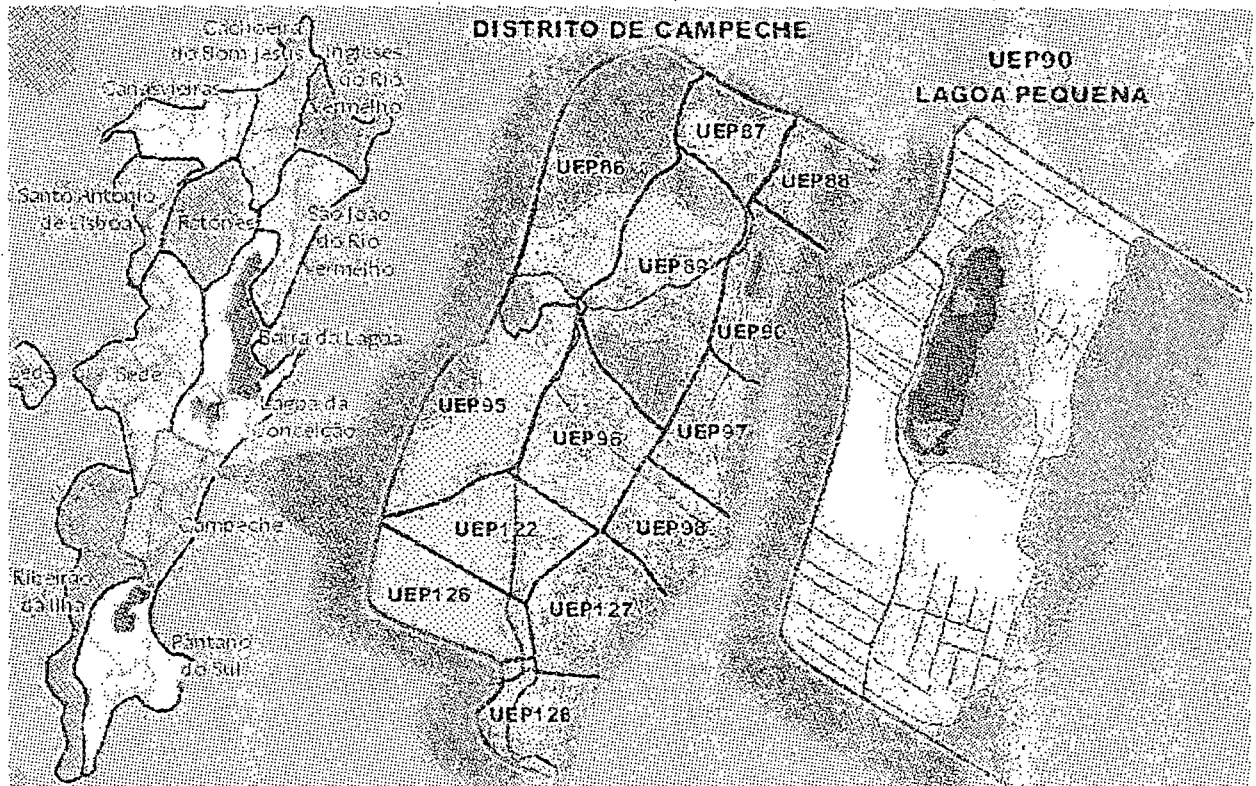 DISTRITO DE CAMPECHE
UEP90
LAGOA PEQUENA
Cachoeira
do Bom Jesus
Ingleses
do Rio
Vermelho
Canasvieiras
Santo Antônio
de Lisboa
Ratones
São João
do Rio
Vermelho
Barra da Lagoa
Sede
Lagoa da
Conceição
Campeche
Ribeirão
da Ilha
Pântano
do Sul
UEP86
UEP87
UEP88
UEP89
UEP90
UEP95
UEP96
UEP97
UEP122
UEP98
UEP126
UEP127
UEP128